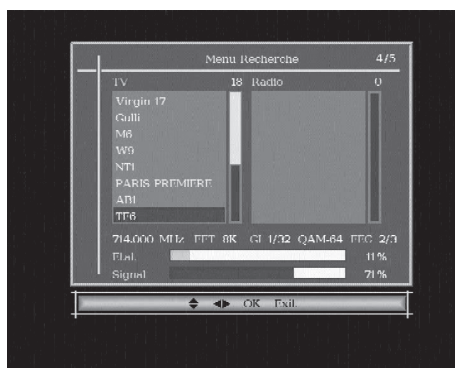 Menu Recherche 4/5
TV 18 Radio 0
Virgin 17
Gulli
M6
W9
NT1
PARIS PREMIERE
AB1
TF6
714.000 MHz FFT 8K GI 1/32 QAM-64 FEC 2/3
Etat 11%
Signal 71%
OK Exit